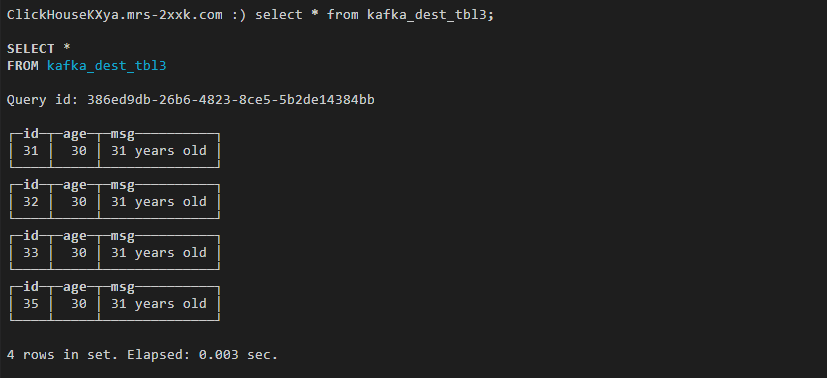 ClickHouseKXya.mrs-2xxk.com :) select * from kafka_dest_tbl3;
SELECT *
FROM kafka_dest_tbl3
Query id: 386ed9db-26b6-4823-8ce5-5b2de14384bb
┌─id─┬─age─┬─msg──────────┐
│ 31 │  30 │ 31 years old │
└────┴─────┴──────────────┘
┌─id─┬─age─┬─msg──────────┐
│ 32 │  30 │ 31 years old │
└────┴─────┴──────────────┘
┌─id─┬─age─┬─msg──────────┐
│ 33 │  30 │ 31 years old │
└────┴─────┴──────────────┘
┌─id─┬─age─┬─msg──────────┐
│ 35 │  30 │ 31 years old │
└────┴─────┴──────────────┘
4 rows in set. Elapsed: 0.003 sec.